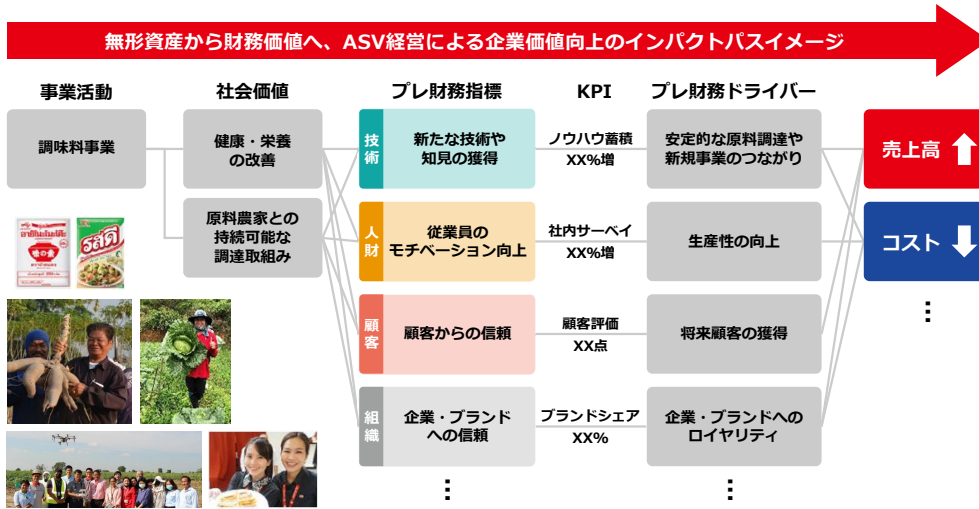 無形資産から財務価値へ、ASV経営による企業価値向上のインパクトパスイメージ
事業活動
社会価値
プレ財務指標
KPI
プレ財務ドライバー
調味料事業
健康・栄養
の改善
原料農家との
持続可能な
調達取組み
技術
新たな技術や
知見の獲得
ノウハウ蓄積
XX%増
安定的な原料調達や
新規事業のつながり
人財
従業員の
モチベーション向上
社内サーベイ
XX%増
生産性の向上
顧客
顧客からの信頼
顧客評価
XX点
将来顧客の獲得
組織
企業・ブランド
への信頼
ブランドシェア
XX%
企業・ブランドへの
ロイヤリティ
売上高
コスト
味の素
รสดี